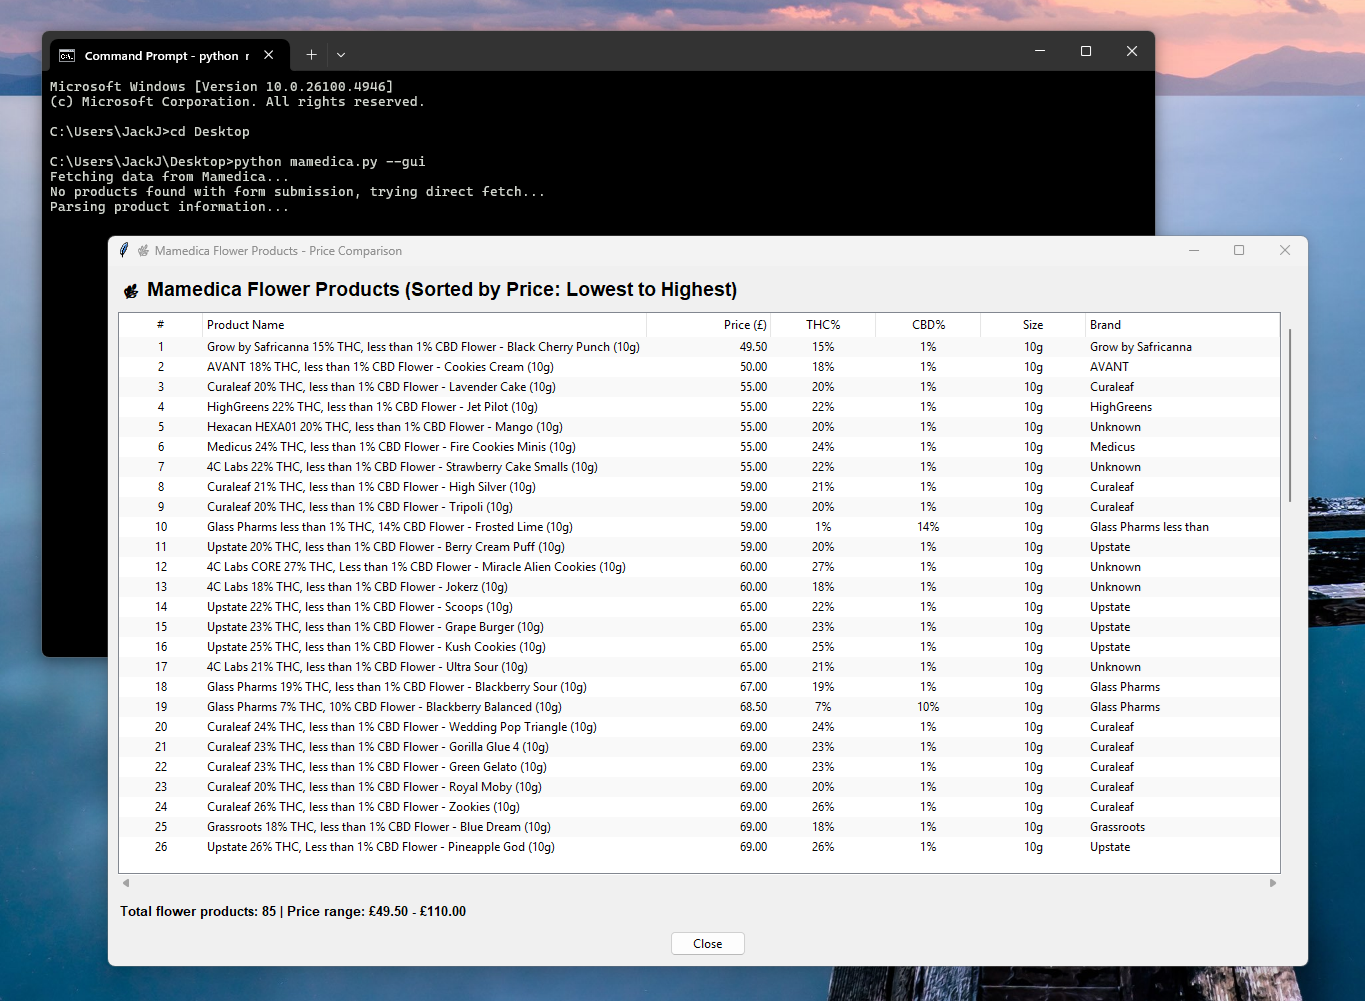 Command Prompt - python r
Microsoft Windows [Version 10.0.26100.4946]
(c) Microsoft Corporation. All rights reserved.
C:\Users\JackJ>cd Desktop
C:\Users\JackJ\Desktop>python mamedica.py --gui
Fetching data from Mamedica...
No products found with form submission, trying direct fetch...
Parsing product information...
Mamedica Flower Products - Price Comparison
Mamedica Flower Products (Sorted by Price: Lowest to Highest)
# Product Name Price (£) THC% CBD% Size Brand
1 Grow by Safricanna 15% THC, less than 1% CBD Flower - Black Cherry Punch (10g) 49.50 15% 1% 10g Grow by Safricanna
2 AVANT 18% THC, less than 1% CBD Flower - Cookies Cream (10g) 50.00 18% 1% 10g AVANT
3 Curaleaf 20% THC, less than 1% CBD Flower - Lavender Cake (10g) 55.00 20% 1% 10g Curaleaf
4 HighGreens 22% THC, less than 1% CBD Flower - Jet Pilot (10g) 55.00 22% 1% 10g HighGreens
5 Hexacan HEXA01 20% THC, less than 1% CBD Flower - Mango (10g) 55.00 20% 1% 10g Unknown
6 Medicus 24% THC, less than 1% CBD Flower - Fire Cookies Minis (10g) 55.00 24% 1% 10g Medicus
7 4C Labs 22% THC, less than 1% CBD Flower - Strawberry Cake Smalls (10g) 55.00 22% 1% 10g Unknown
8 Curaleaf 21% THC, less than 1% CBD Flower - High Silver (10g) 59.00 21% 1% 10g Curaleaf
9 Curaleaf 20% THC, less than 1% CBD Flower - Tripoli (10g) 59.00 20% 1% 10g Curaleaf
10 Glass Pharms less than 1% THC, 14% CBD Flower - Frosted Lime (10g) 59.00 1% 14% 10g Glass Pharms less than
11 Upstate 20% THC, less than 1% CBD Flower - Berry Cream Puff (10g) 59.00 20% 1% 10g Upstate
12 4C Labs CORE 27% THC, Less than 1% CBD Flower - Miracle Alien Cookies (10g) 60.00 27% 1% 10g Unknown
13 4C Labs 18% THC, less than 1% CBD Flower - Jokerz (10g) 60.00 18% 1% 10g Unknown
14 Upstate 22% THC, less than 1% CBD Flower - Scoops (10g) 65.00 22% 1% 10g Upstate
15 Upstate 23% THC, less than 1% CBD Flower - Grape Burger (10g) 65.00 23% 1% 10g Upstate
16 Upstate 25% THC, less than 1% CBD Flower - Kush Cookies (10g) 65.00 25% 1% 10g Upstate
17 4C Labs 21% THC, less than 1% CBD Flower - Ultra Sour (10g) 65.00 21% 1% 10g Unknown
18 Glass Pharms 19% THC, less than 1% CBD Flower - Blackberry Sour (10g) 67.00 19% 1% 10g Glass Pharms
19 Glass Pharms 7% THC, 10% CBD Flower - Blackberry Balanced (10g) 68.50 7% 10% 10g Glass Pharms
20 Curaleaf 24% THC, less than 1% CBD Flower - Wedding Pop Triangle (10g) 69.00 24% 1% 10g Curaleaf
21 Curaleaf 23% THC, less than 1% CBD Flower - Gorilla Glue 4 (10g) 69.00 23% 1% 10g Curaleaf
22 Curaleaf 23% THC, less than 1% CBD Flower - Green Gelato (10g) 69.00 23% 1% 10g Curaleaf
23 Curaleaf 20% THC, less than 1% CBD Flower - Royal Moby (10g) 69.00 20% 1% 10g Curaleaf
24 Curaleaf 26% THC, less than 1% CBD Flower - Zookies (10g) 69.00 26% 1% 10g Curaleaf
25 Grassroots 18% THC, less than 1% CBD Flower - Blue Dream (10g) 69.00 18% 1% 10g Grassroots
26 Upstate 26% THC, Less than 1% CBD Flower - Pineapple God (10g) 69.00 26% 1% 10g Upstate
Total flower products: 85 | Price range: £49.50 - £110.00
Close